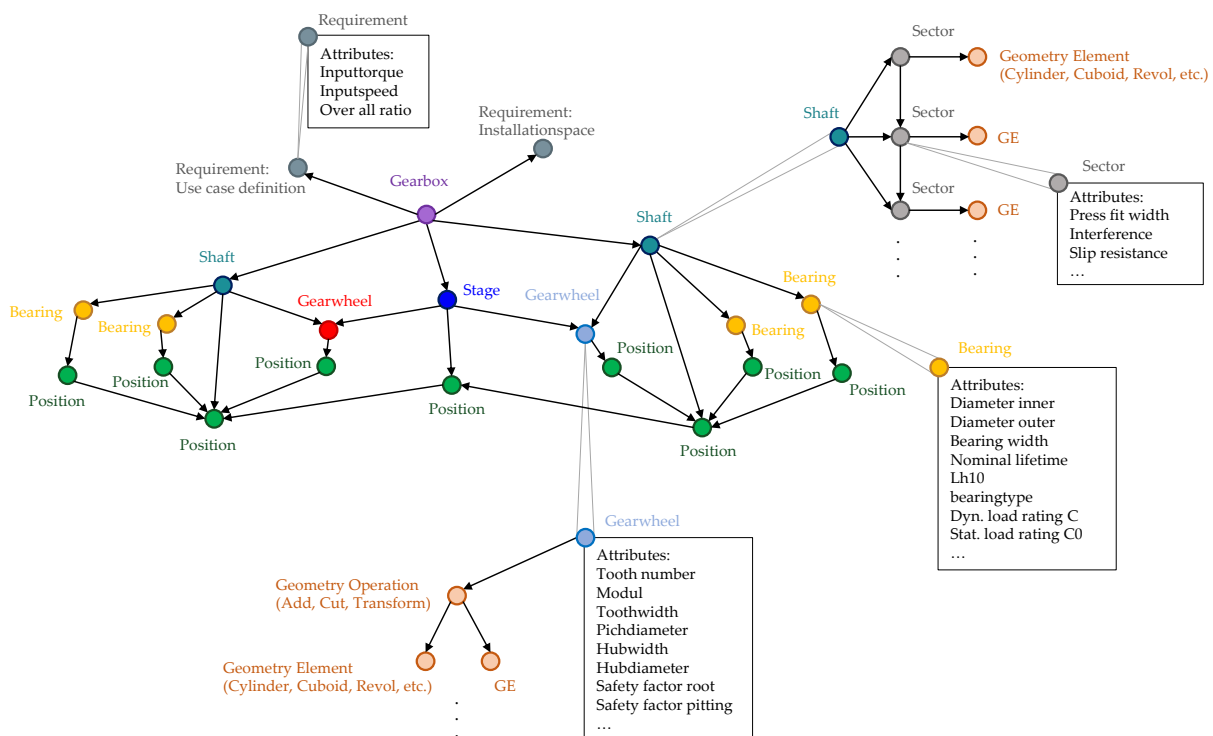 Requirement
Attributes:
Inputtorque
Inputspeed
Over all ratio
Requirement:
Installationspace
Requirement:
Use case definition
Gearbox
Sector
Geometry Element
(Cylinder, Cuboid, Revol, etc.)
Shaft
Sector
GE
Sector
GE
Sector
Attributes:
Press fit width
Interference
Slip resistance
…
Shaft
Shaft
Bearing
Bearing
Gearwheel
Stage
Gearwheel
Bearing
Bearing
Position
Position
Position
Position
Position
Position
Position
Position
Position
Bearing
Attributes:
Diameter inner
Diameter outer
Bearing width
Nominal lifetime
Lh10
bearingtype
Dyn. load rating C
Stat. load rating C0
…
Gearwheel
Attributes:
Tooth number
Modul
Toothwidth
Pichdiameter
Hubwidth
Hubdiameter
Safety factor root
Safety factor pitting
…
Geometry Operation
(Add, Cut, Transform)
Geometry Element
(Cylinder, Cuboid, Revol, etc.)
GE